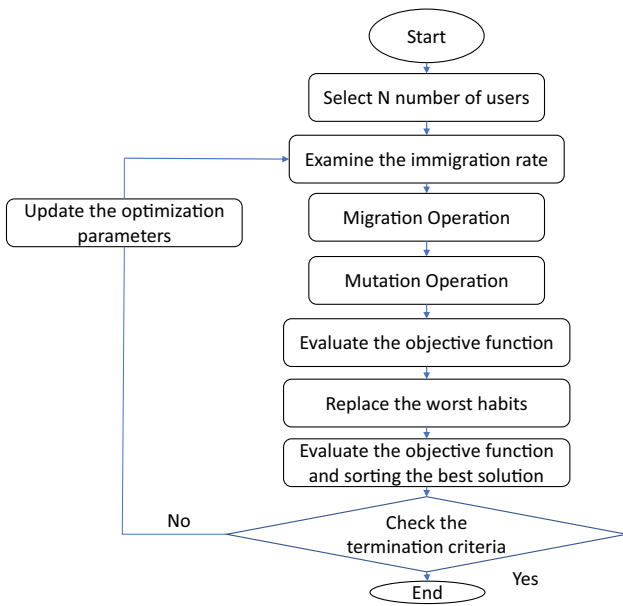 Start
Select N number of users
Examine the immigration rate
Update the optimization
parameters
Migration Operation
Mutation Operation
Evaluate the objective function
Replace the worst habits
Evaluate the objective function
and sorting the best solution
No
Check the
termination criteria
Yes
End